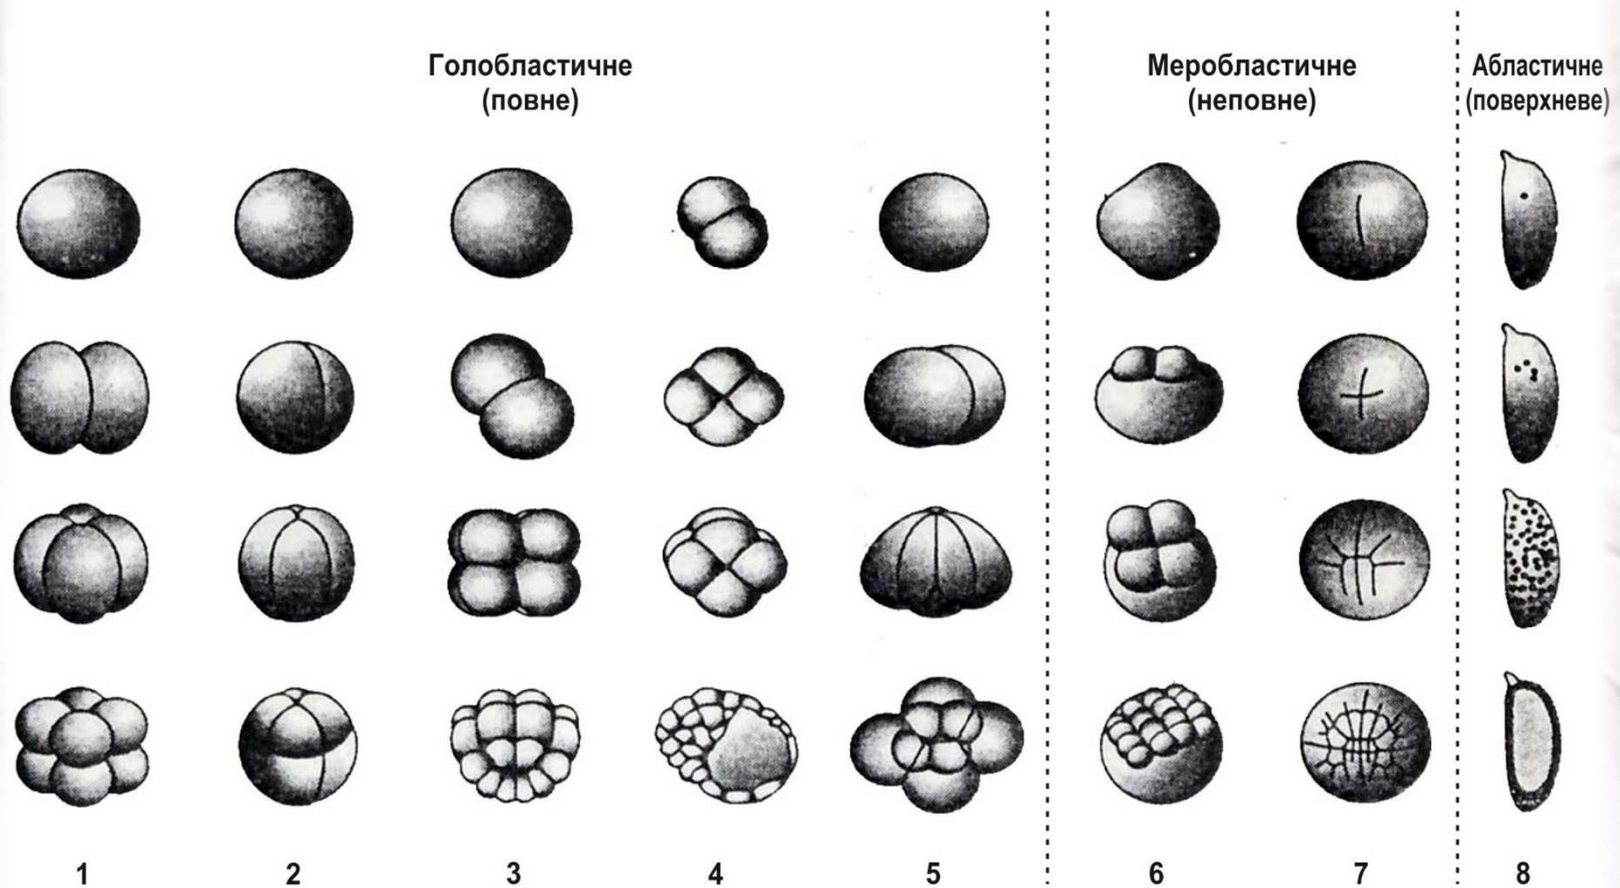 Голобластичне
(повне)
Меробластичне
(неповне)
Абластичне
(поверхневе)
1 2 3 4 5 6 7 8